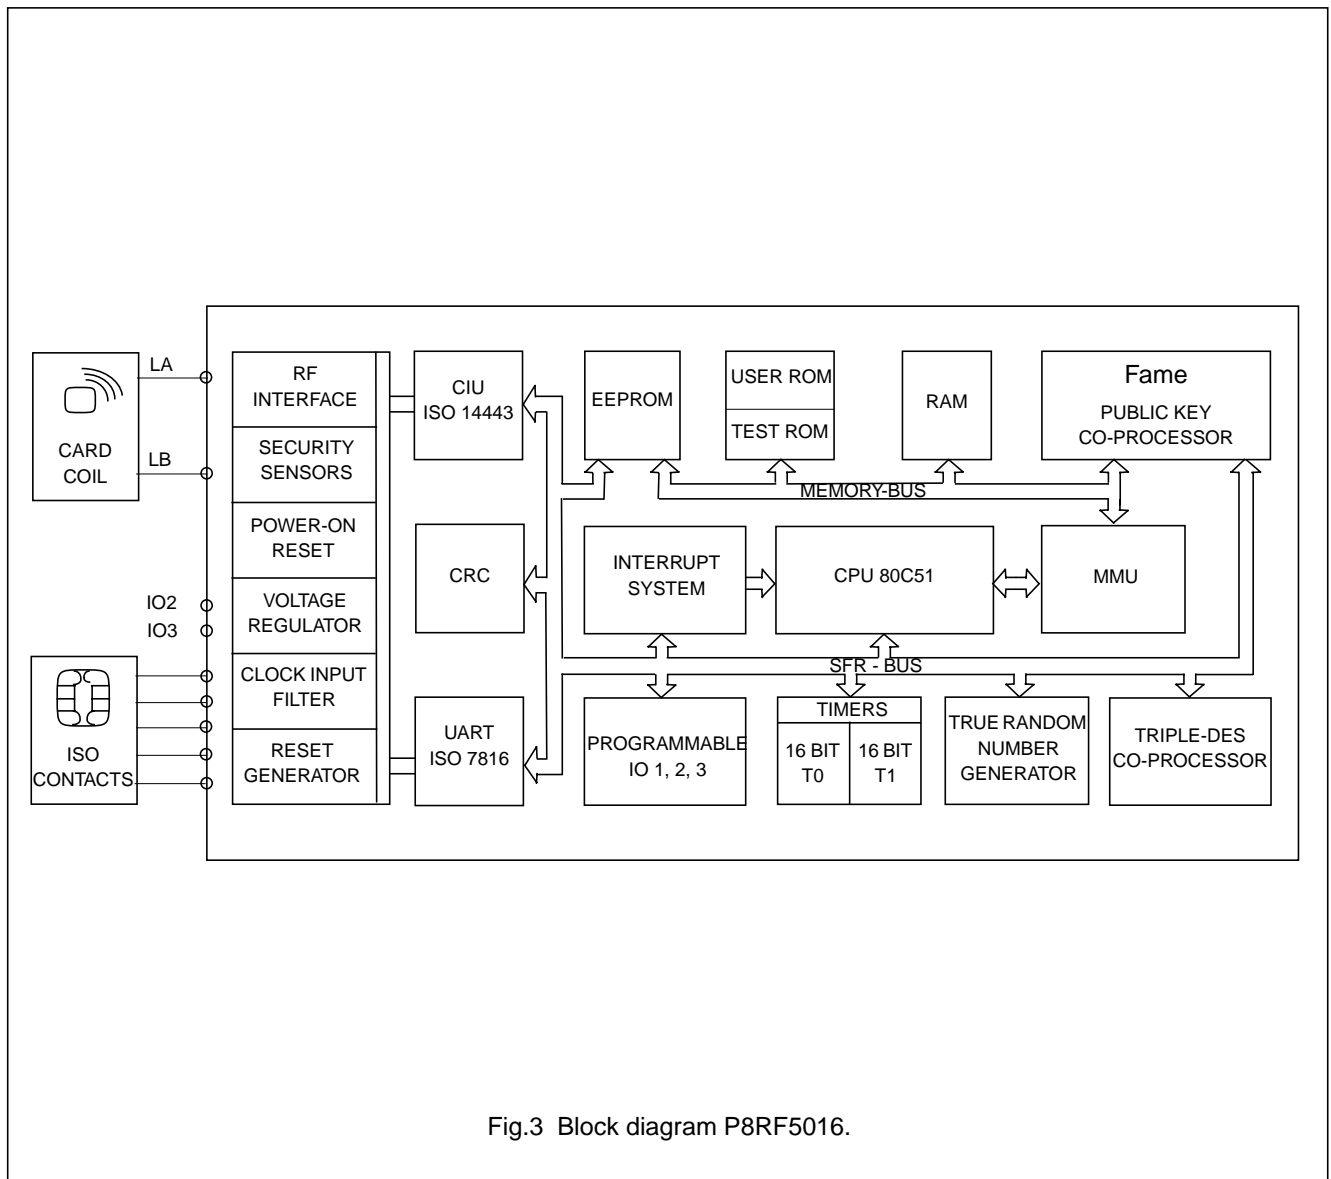 LA
LB
CARD
COIL
IO2
IO3
ISO
CONTACTS
RF
INTERFACE
SECURITY
SENSORS
POWER-ON
RESET
VOLTAGE
REGULATOR
CLOCK INPUT
FILTER
RESET
GENERATOR
CIU
ISO 14443
CRC
UART
ISO 7816
EEPROM
USER ROM
TEST ROM
RAM
Fame
PUBLIC KEY
CO-PROCESSOR
MEMORY-BUS
INTERRUPT
SYSTEM
CPU 80C51
MMU
SFR - BUS
PROGRAMMABLE
IO 1, 2, 3
TIMERS
16 BIT
T0
16 BIT
T1
TRUE RANDOM
NUMBER
GENERATOR
TRIPLE-DES
CO-PROCESSOR
Fig.3 Block diagram P8RF5016.